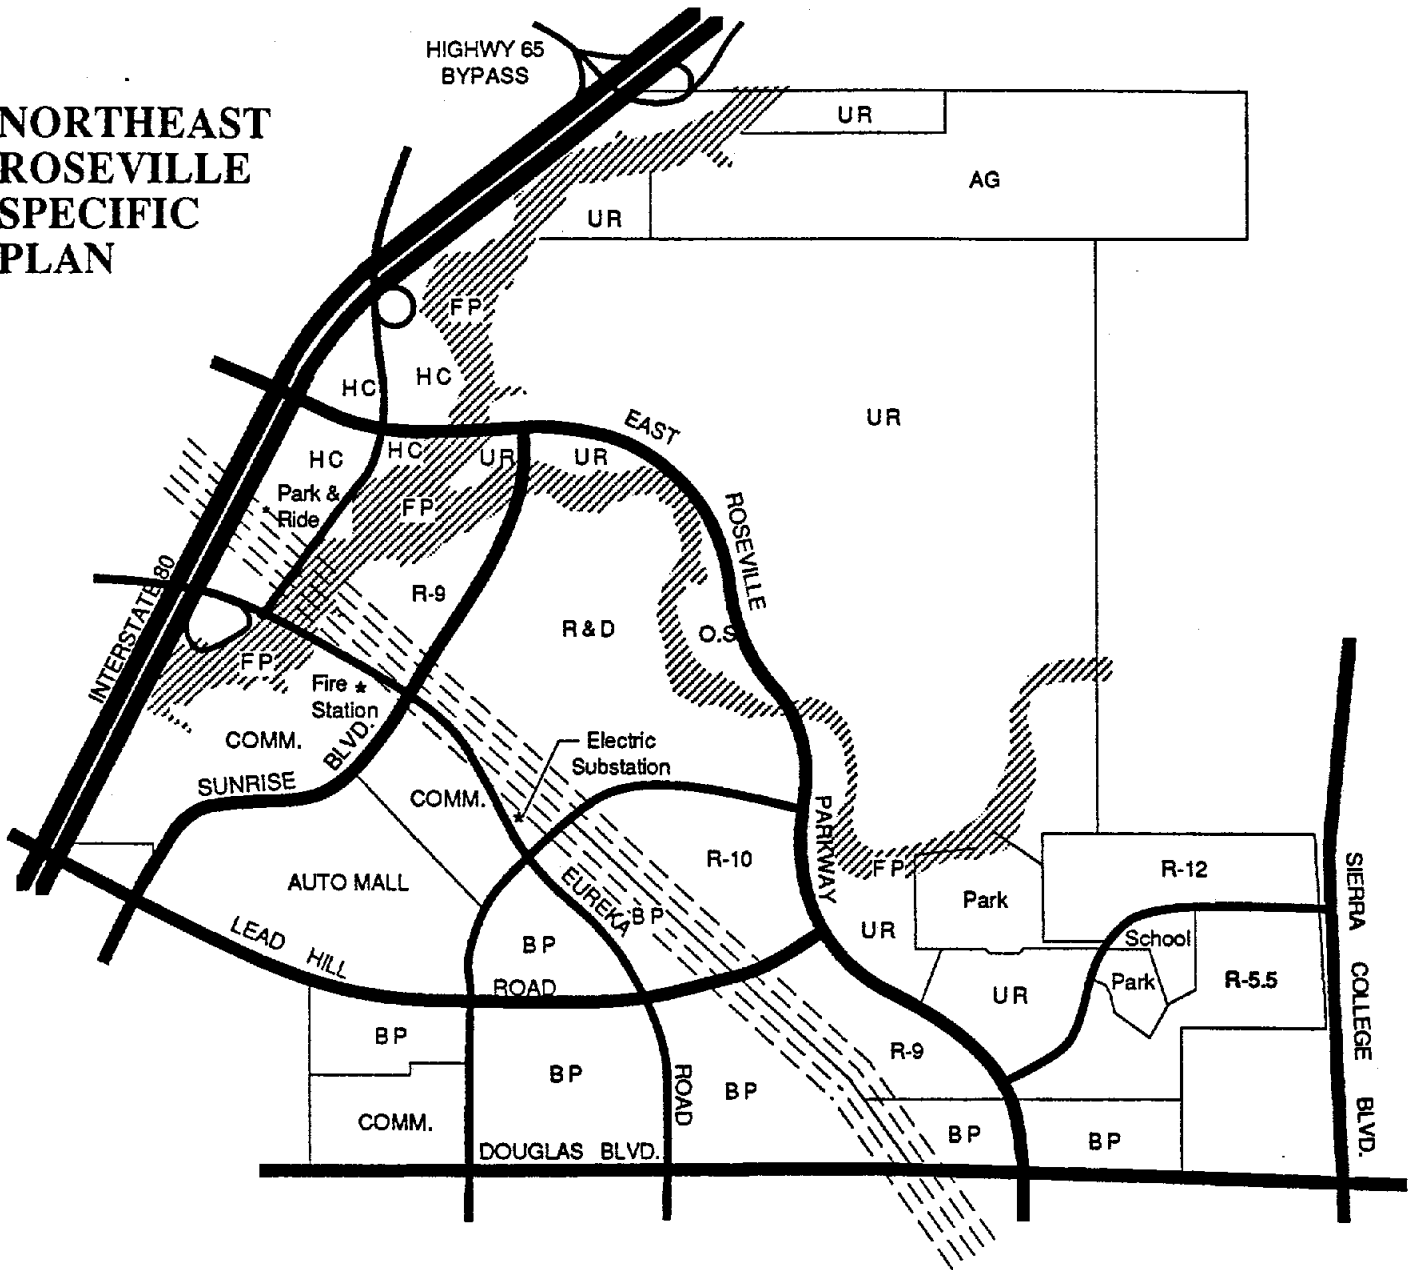 HIGHWY 65
BYPASS
NORTHEAST
ROSEVILLE
SPECIFIC
PLAN
UR
AG
UR
FP
HC
HC
UR
EAST
HC
HC
UR
UR
Park &
Ride
FP
ROSEVILLE
INTERSTATE 80
R-9
R & D
O.S
FP
Fire *
Station
COMM.
BLVD.
Electric
Substation
SUNRISE
COMM.
*
PARKWAY
R-10
FP
R-12
AUTO MALL
EUREKA
BP
Park
SIERRA COLLEGE BLVD.
LEAD HILL ROAD
BP
UR
School
Park
R-5.5
UR
BP
R-9
BP
ROAD
BP
COMM.
BP
BP
DOUGLAS BLVD.